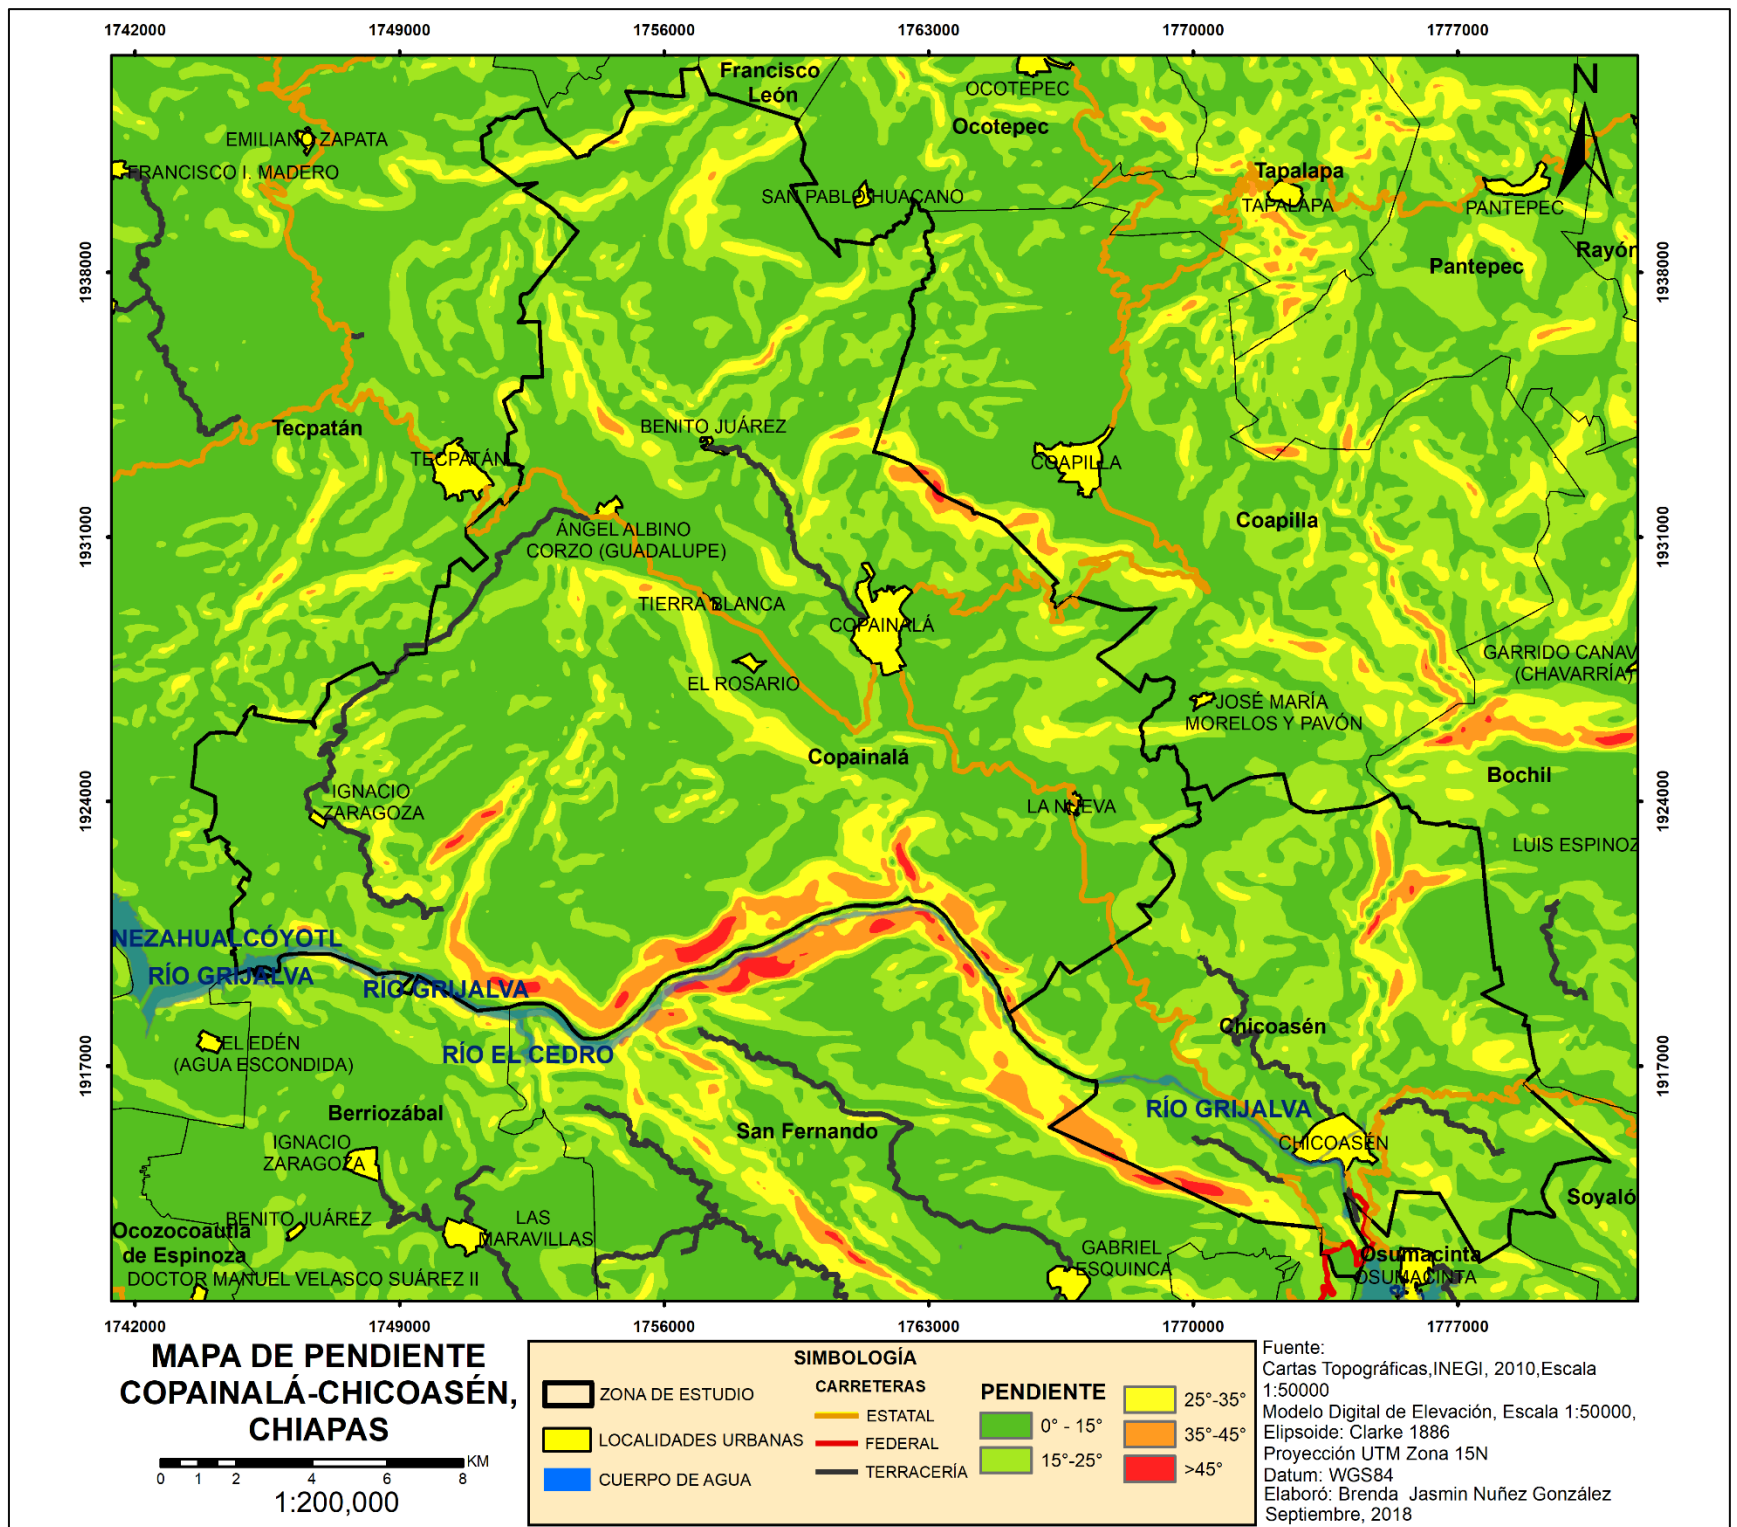 1742000 1749000 1756000 1763000 1770000 1777000
Francisco
León
OCOTEPEC
N
Ocotepec
EMILIANO ZAPATA
FRANCISCO I. MADERO
Tapalapa
SAN PABLO HUACANO
TAPALAPA
PANTEPEC
Rayón
Pantepec
1938000
1938000
BENITO JUÁREZ
Tecpatán
TECPATÁN
COAPILLA
Coapilla
ÁNGEL ALBINO
CORZO (GUADALUPE)
1931000
1931000
TIERRA BLANCA
COPAINALÁ
GARRIDO CANAV
(CHAVARRÍA)
EL ROSARIO
JOSÉ MARÍA
MORELOS Y PAVÓN
Copainalá
Bochil
IGNACIO
ZARAGOZA
LA NUEVA
1924000
1924000
LUIS ESPINOZ
NEZAHUALCÓYOTL
RÍO GRIJALVA
RÍO GRIJALVA
Chicoasén
EL EDÉN
(AGUA ESCONDIDA)
RÍO EL CEDRO
1917000
1917000
RÍO GRIJALVA
Berriozábal
San Fernando
IGNACIO
ZARAGOZA
CHICOASÉN
Soyaló
BENITO JUÁREZ
LAS
MARAVILLAS
Ocozocoautla
de Espinoza
GABRIEL
ESQUINCA
Osumacinta
OSUMACINTA
DOCTOR MANUEL VELASCO SUÁREZ II
1742000 1749000 1756000 1763000 1770000 1777000
MAPA DE PENDIENTE
COPAINALÁ-CHICOASÉN,
CHIAPAS
0 1 2 4 6 8 KM
1:200,000
SIMBOLOGÍA
ZONA DE ESTUDIO
LOCALIDADES URBANAS
CUERPO DE AGUA
CARRETERAS
ESTATAL
FEDERAL
TERRACERÍA
PENDIENTE
0° - 15°
15°-25°
25°-35°
35°-45°
>45°
Fuente:
Cartas Topográficas,INEGI, 2010,Escala
1:50000
Modelo Digital de Elevación, Escala 1:50000,
Elipsoide: Clarke 1886
Proyección UTM Zona 15N
Datum: WGS84
Elaboró: Brenda Jasmin Nuñez González
Septiembre, 2018